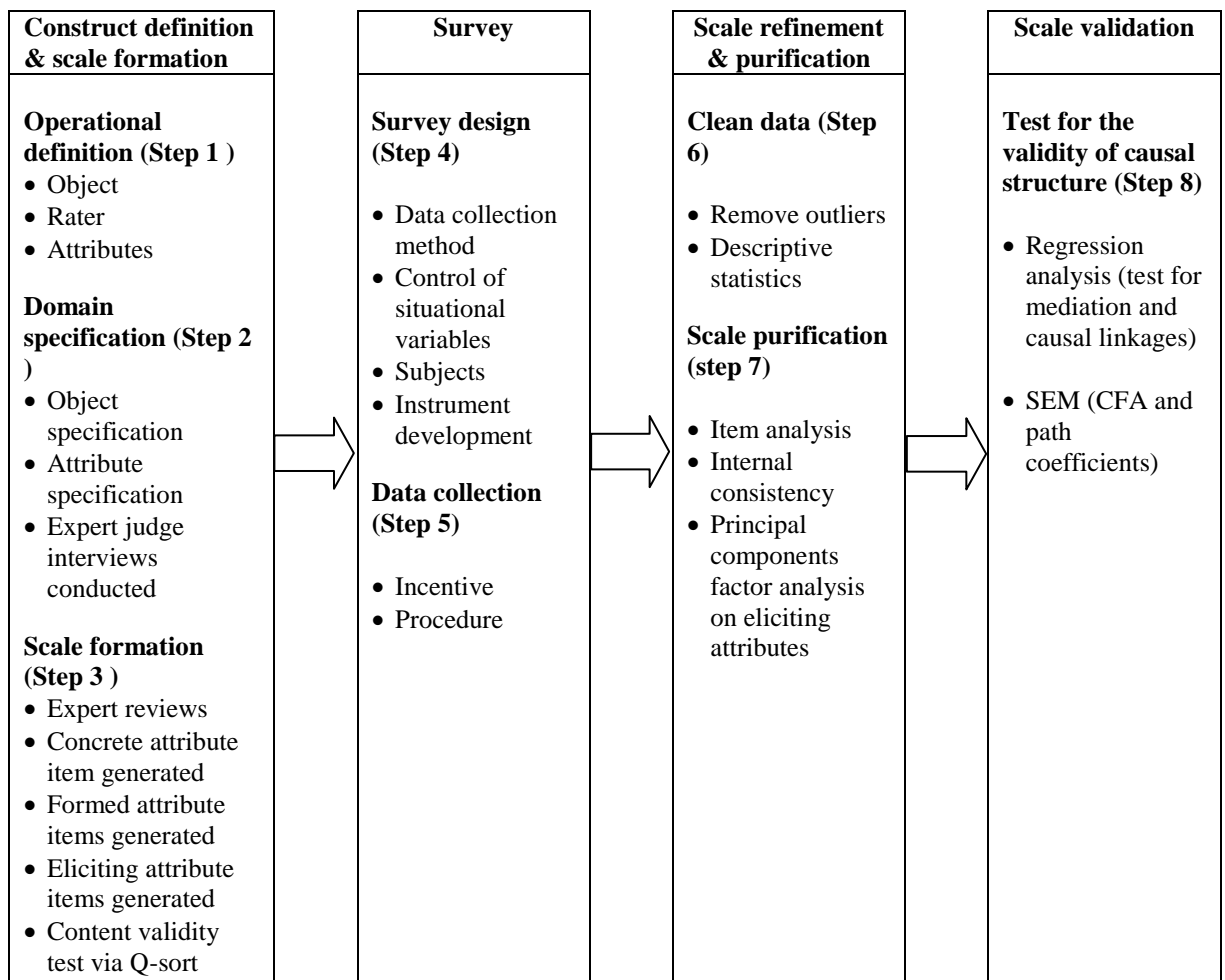 Construct definition
& scale formation
Operational
definition (Step 1 )
• Object
• Rater
• Attributes
Domain
specification (Step 2
)
• Object
specification
• Attribute
specification
• Expert judge
interviews
conducted
Scale formation
(Step 3 )
• Expert reviews
• Concrete attribute
item generated
• Formed attribute
items generated
• Eliciting attribute
items generated
• Content validity
test via Q-sort
Survey
Survey design
(Step 4)
• Data collection
method
• Control of
situational
variables
• Subjects
• Instrument
development
Data collection
(Step 5)
• Incentive
• Procedure
Scale refinement
& purification
Clean data (Step
6)
• Remove outliers
• Descriptive
statistics
Scale purification
(step 7)
• Item analysis
• Internal
consistency
• Principal
components
factor analysis
on eliciting
attributes
Scale validation
Test for the
validity of causal
structure (Step 8)
• Regression
analysis (test for
mediation and
causal linkages)
• SEM (CFA and
path
coefficients)